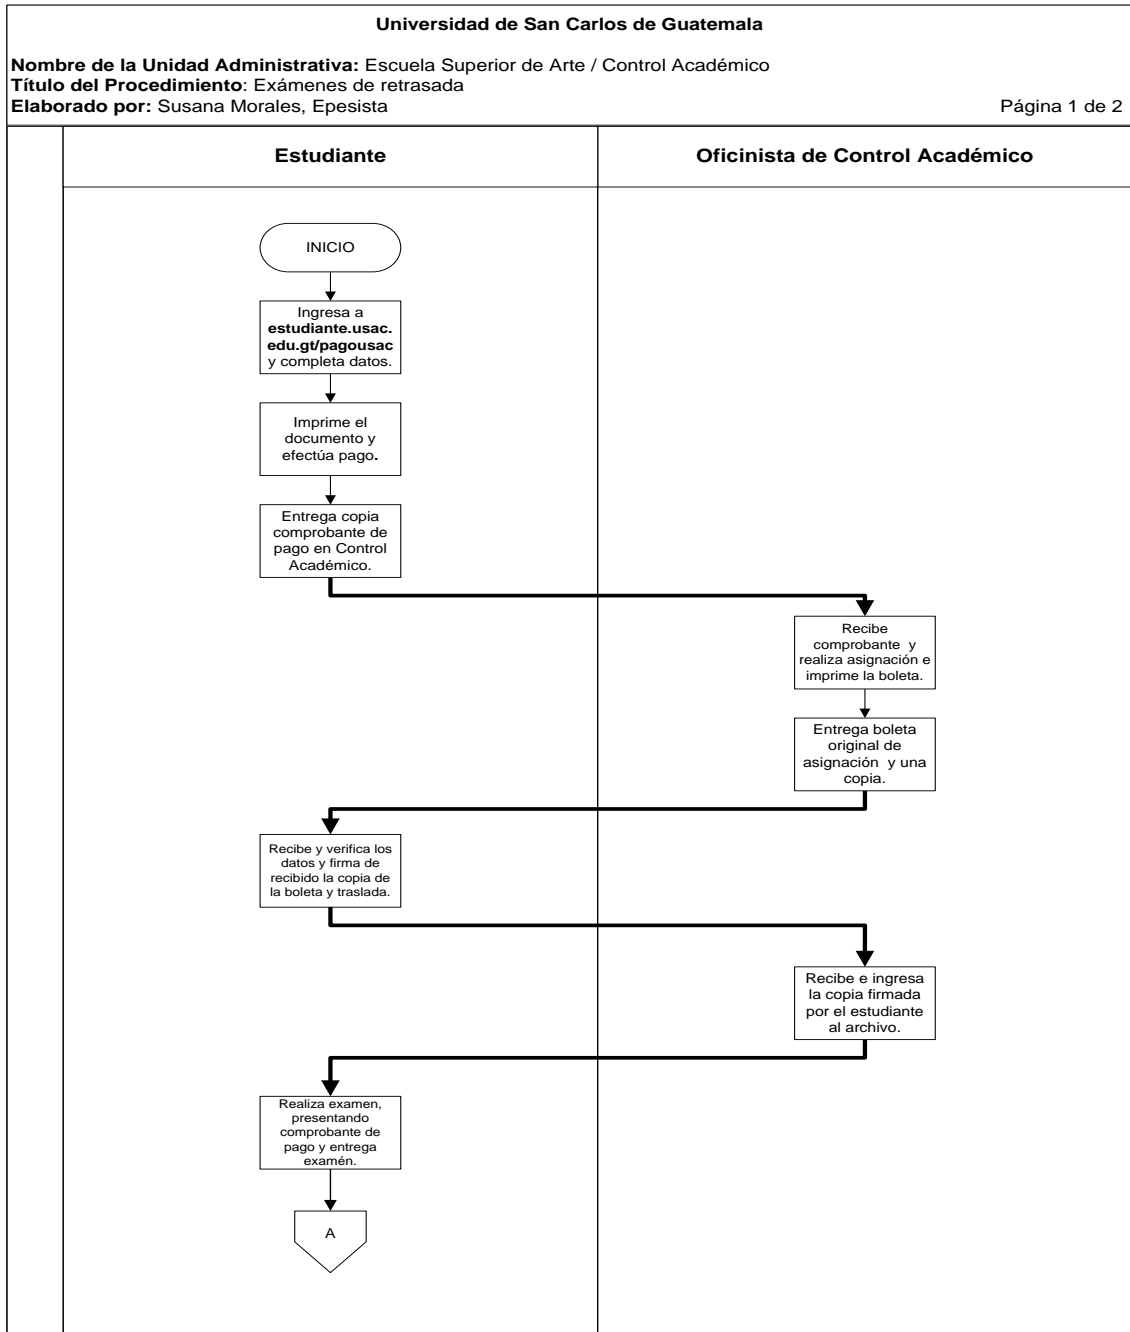 Universidad de San Carlos de Guatemala
Nombre de la Unidad Administrativa: Escuela Superior de Arte / Control Académico
Título del Procedimiento: Exámenes de retrasada
Elaborado por: Susana Morales, Epesista
Página 1 de 2
Estudiante
Oficinista de Control Académico
INICIO
Ingresa a
estudiante.usac.
edu.gt/pagousac
y completa datos.
Imprime el
documento y
efectúa pago.
Entrega copia
comprobante de
pago en Control
Académico.
Recibe
comprobante y
realiza asignación e
imprime la boleta.
Entrega boleta
original de
asignación y una
copia.
Recibe y verifica los
datos y firma de
recibido la copia de
la boleta y traslada.
Recibe e ingresa
la copia firmada
por el estudiante
al archivo.
Realiza examen,
presentando
comprobante de
pago y entrega
examén.
A